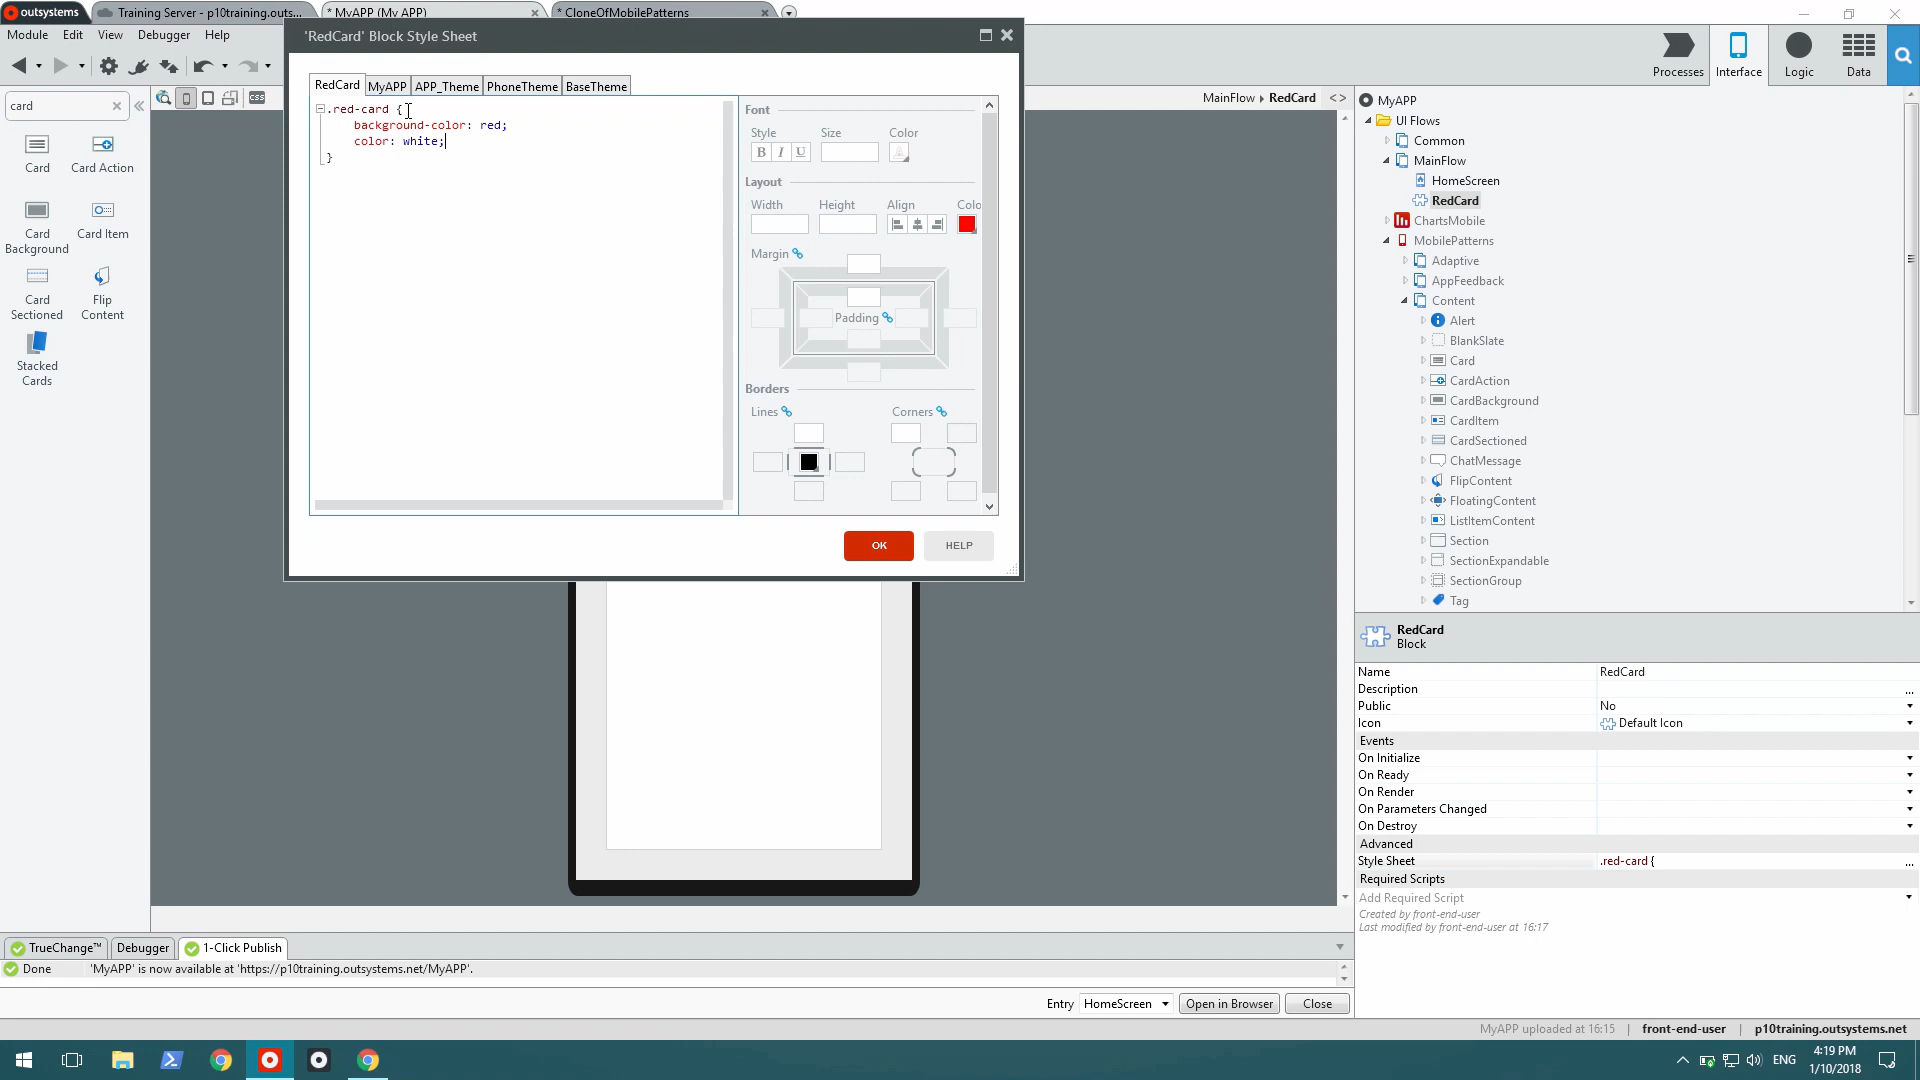 outsystems
Training Server - p10training.outs...
* MyAPP (My APP)
* CloneOfMobilePatterns
Module Edit View Debugger Help
'RedCard' Block Style Sheet
Processes
Interface
Logic
Data
card
RedCard
MyAPP
APP_Theme
PhoneTheme
BaseTheme
MainFlow RedCard <>
.red-card {
background-color: red;
color: white;
}
Font
Style Size Color
B I U
Layout
Width Height Align Colo
Margin
Padding
Borders
Lines Corners
OK
HELP
Card
Card Action
Card Background
Card Item
Card Sectioned
Flip Content
Stacked Cards
MyAPP
UI Flows
Common
MainFlow
HomeScreen
RedCard
ChartsMobile
MobilePatterns
Adaptive
AppFeedback
Content
Alert
BlankSlate
Card
CardAction
CardBackground
CardItem
CardSectioned
ChatMessage
FlipContent
FloatingContent
ListItemContent
Section
SectionExpandable
SectionGroup
Tag
RedCard
Block
Name RedCard
Description ...
Public No
Icon Default Icon
Events
On Initialize
On Ready
On Render
On Parameters Changed
On Destroy
Advanced
Style Sheet .red-card { ...
Required Scripts
Add Required Script
Created by front-end-user
Last modified by front-end-user at 16:17
TrueChange™ Debugger 1-Click Publish
Done 'MyAPP' is now available at 'https://p10training.outsystems.net/MyAPP'.
Entry HomeScreen Open in Browser Close
MyAPP uploaded at 16:15 front-end-user p10training.outsystems.net
ENG
4:19 PM
1/10/2018